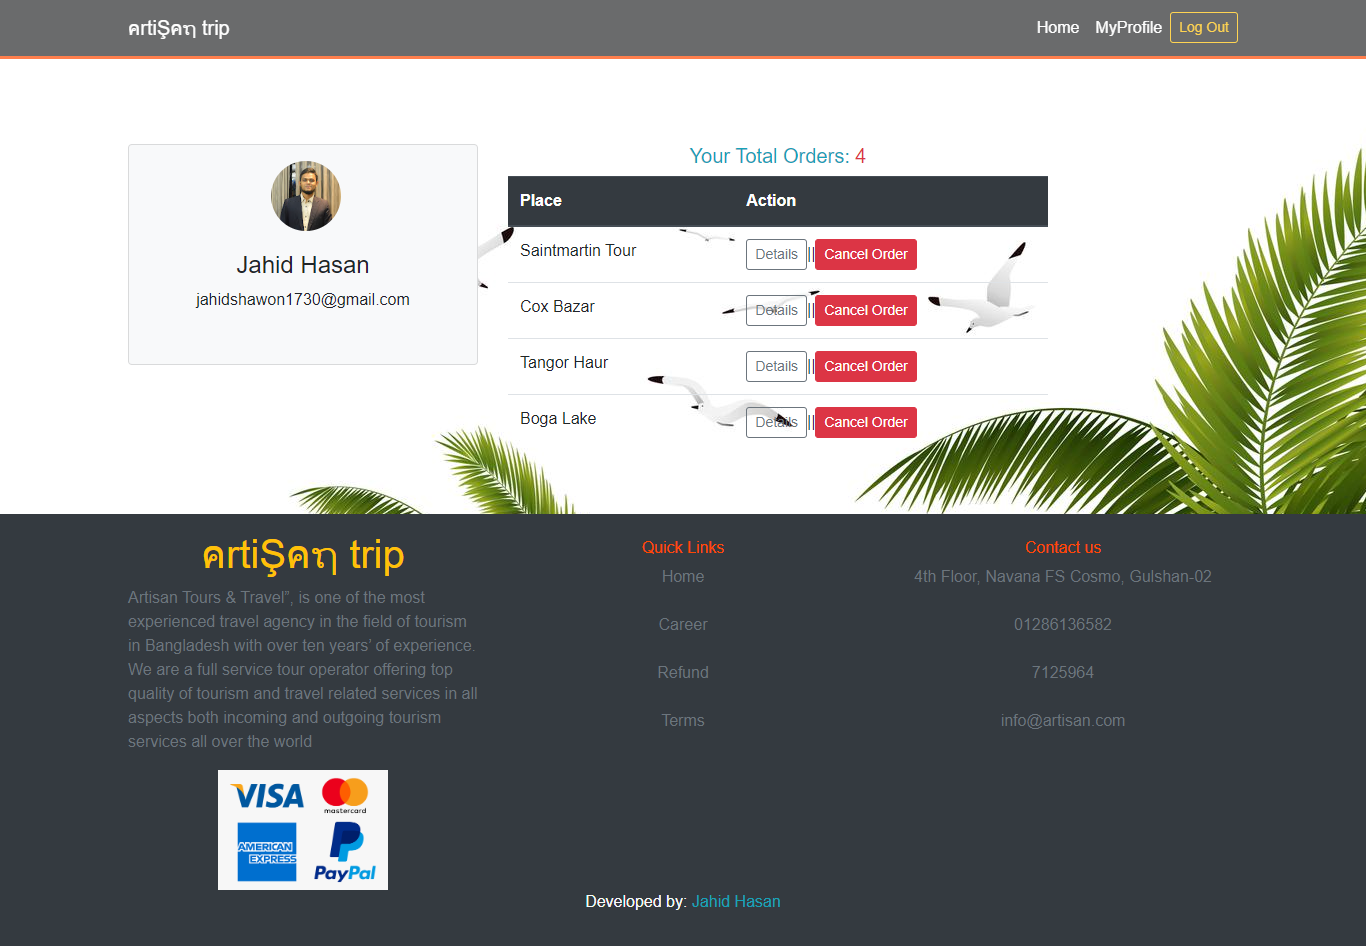 คrtiŞคຖ trip
Home MyProfile Log Out
Your Total Orders: 4
Jahid Hasan
jahidshawon1730@gmail.com
Place Action
Saintmartin Tour Details || Cancel Order
Cox Bazar Details || Cancel Order
Tangor Haur Details || Cancel Order
Boga Lake Details || Cancel Order
คrtiŞคຖ trip
Artisan Tours & Travel”, is one of the most
experienced travel agency in the field of tourism
in Bangladesh with over ten years’ of experience.
We are a full service tour operator offering top
quality of tourism and travel related services in all
aspects both incoming and outgoing tourism
services all over the world
VISA
mastercard
AMERICAN
EXPRESS
PayPal
Quick Links
Home
Career
Refund
Terms
Contact us
4th Floor, Navana FS Cosmo, Gulshan-02
01286136582
7125964
info@artisan.com
Developed by: Jahid Hasan